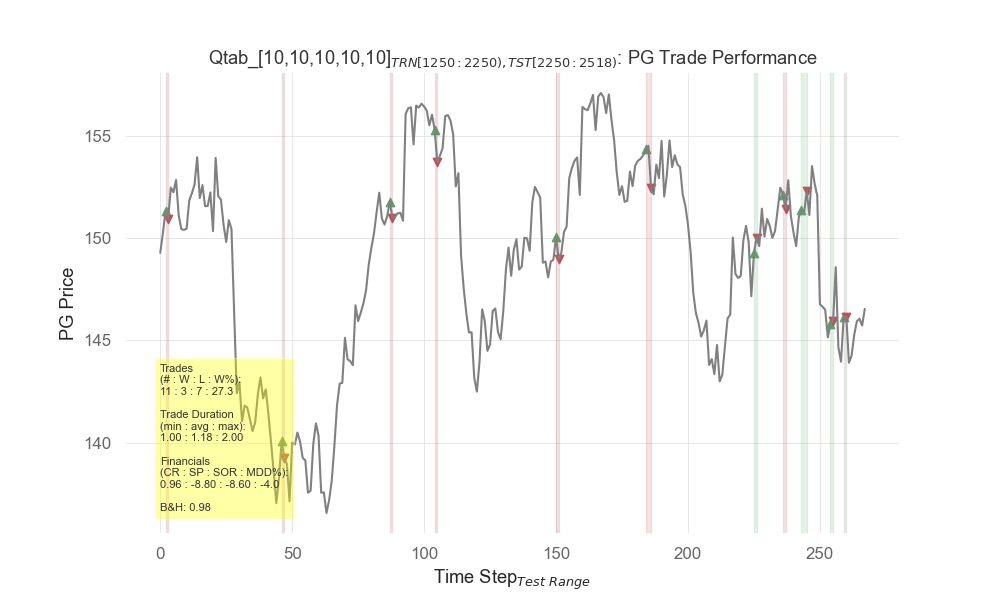 Qtab_[10,10,10,10,10]TRN[1250:2250),TST[2250:2518): PG Trade Performance
155
150
145
140
PG Price
Trades
(# : W : L : W%):
11 : 3 : 7 : 27.3
Trade Duration
(min : avg : max):
1.00 : 1.18 : 2.00
Financials
(CR : SP : SOR : MDD%):
0.96 : -8.80 : -8.60 : -4.0
B&H: 0.98
0 50 100 150 200 250
Time StepTest Range